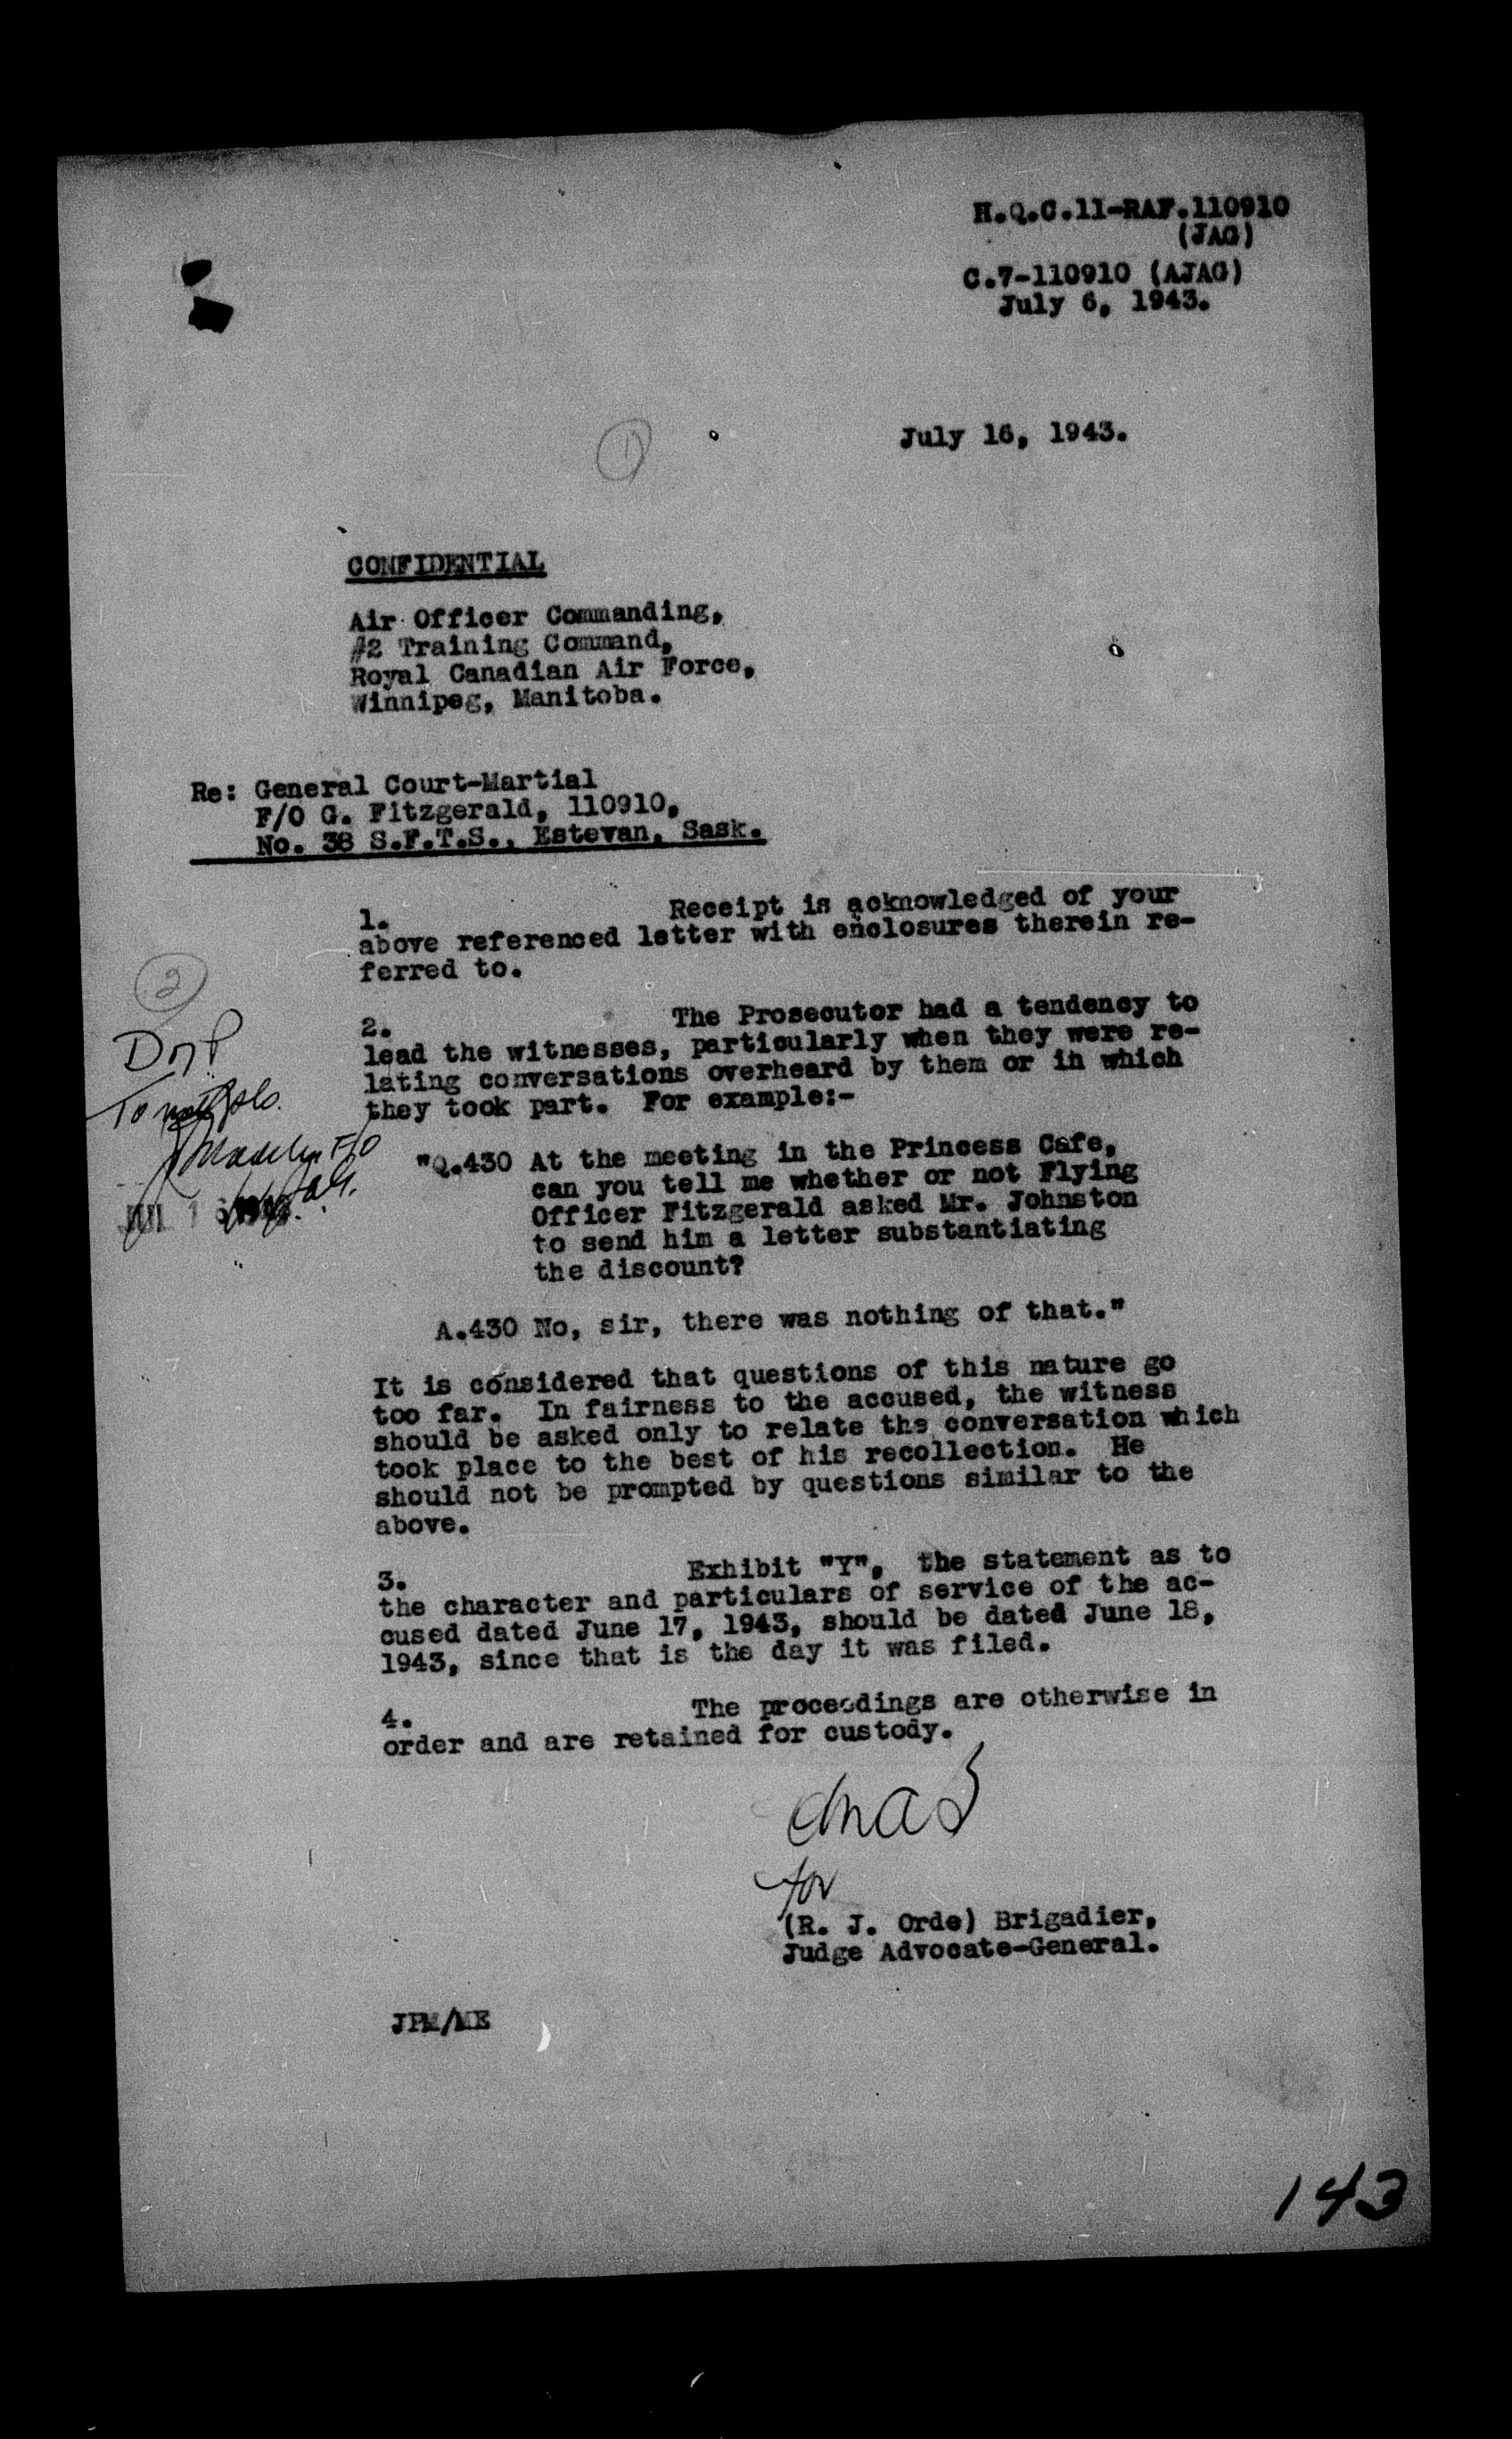 H.Q.C.11-RAF.110910
(JAG)
C.7-110910 (AJAG)
July 6, 1943.
July 16, 1943.
1
CONFIDENTIAL
Air Officer Commanding,
#2 Training Command,
Royal Canadian Air Force,
Winnipeg, Manitoba.
Re: General Court-Martial
F/O G. Fitzgerald, 110910,
No. 38 S.F.T.S., Estevan, Sask.
1. Receipt is acknowledged of your
above referenced letter with enclosures therein re-
ferred to.
2
2. The Prosecutor had a tendency to
lead the witnesses, particularly when they were re-
lating conversations overheard by them or in which
they took part. For example:-
"Q.430 At the meeting in the Princess Cafe,
can you tell me whether or not Flying
Officer Fitzgerald asked Mr. Johnston
to send him a letter substantiating
the discount?
A.430 No, sir, there was nothing of that."
It is considered that questions of this nature go
too far. In fairness to the accused, the witness
should be asked only to relate the conversation which
took place to the best of his recollection. He
should not be prompted by questions similar to the
above.
3. Exhibit "Y", the statement as to
the character and particulars of service of the ac-
cused dated June 17, 1943, should be dated June 18,
1943, since that is the day it was filed.
4. The proceedings are otherwise in
order and are retained for custody.
for
(R. J. Orde) Brigadier,
Judge Advocate-General.
JPM/ME
143